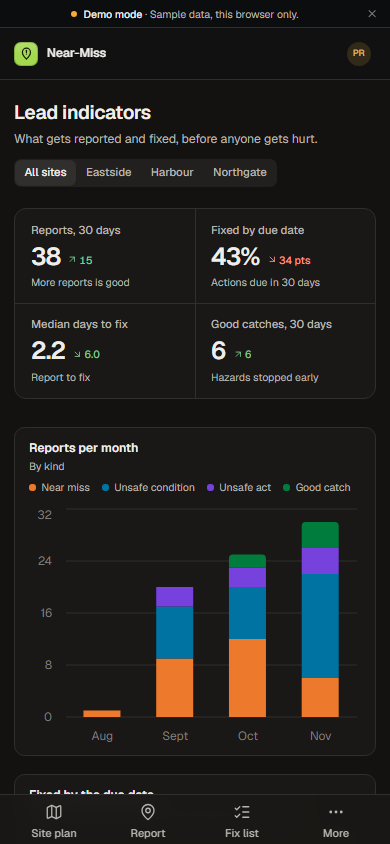 Demo mode · Sample data, this browser only.
Near-Miss
PR
Lead indicators
What gets reported and fixed, before anyone gets hurt.
All sites Eastside Harbour Northgate
Reports, 30 days
38 ↗ 15
More reports is good
Fixed by due date
43% ↘ 34 pts
Actions due in 30 days
Median days to fix
2.2 ↘ 6.0
Report to fix
Good catches, 30 days
6 ↗ 6
Hazards stopped early
Reports per month
By kind
Near miss Unsafe condition Unsafe act Good catch
32
24
16
8
0
Aug Sept Oct Nov
Fixed by the due date
Site plan Report Fix list More